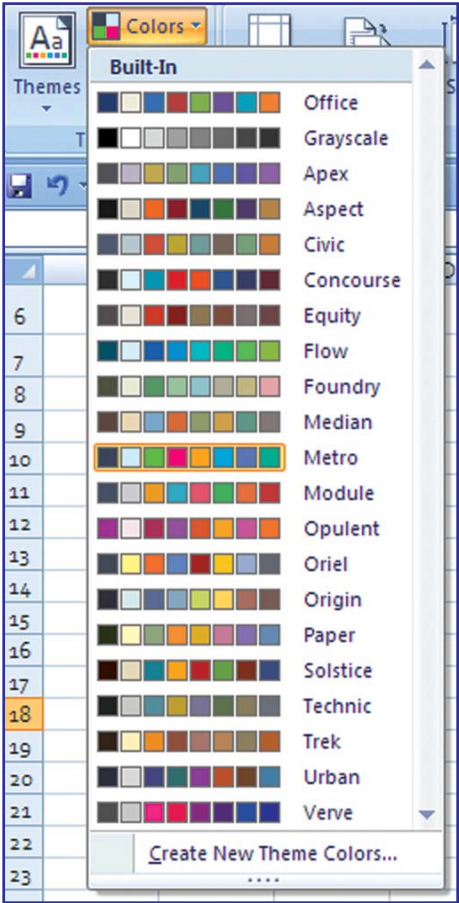 Colors
Aa
Themes
Built-In
Office
Grayscale
Apex
Aspect
Civic
Concourse
Equity
Flow
Foundry
Median
Metro
Module
Opulent
Oriel
Origin
Paper
Solstice
Technic
Trek
Urban
Verve
Create New Theme Colors...
6
7
8
9
10
11
12
13
14
15
16
17
18
19
20
21
22
23